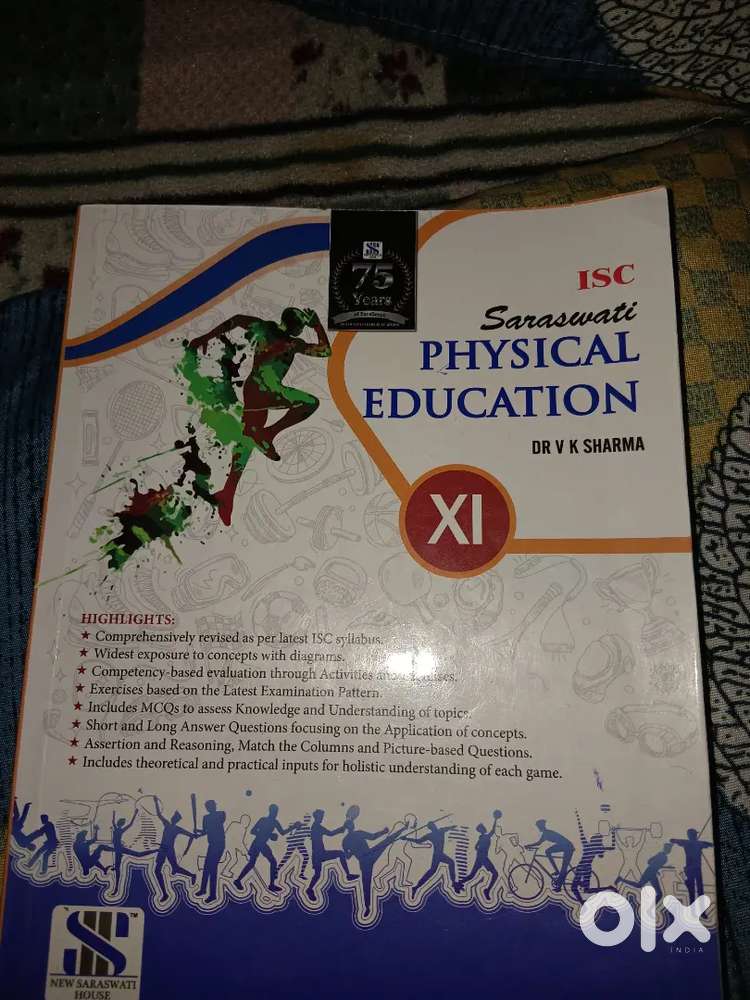 75
Years
of Excellence
ISC
Saraswati
PHYSICAL
EDUCATION
DR V K SHARMA
XI
HIGHLIGHTS:
★ Comprehensively revised as per latest ISC syllabus.
★ Widest exposure to concepts with diagrams.
★ Competency-based evaluation through Activities
★ Exercises based on the Latest Examination Pattern.
★ Includes MCQs to assess Knowledge and Understanding of topics.
★ Short and Long Answer Questions focusing on the Application of concepts.
★ Assertion and Reasoning, Match the Columns and Picture-based Questions.
★ Includes theoretical and practical inputs for holistic understanding of each game.
TM
NEW SARASWATI
HOUSE
olx
INDIA